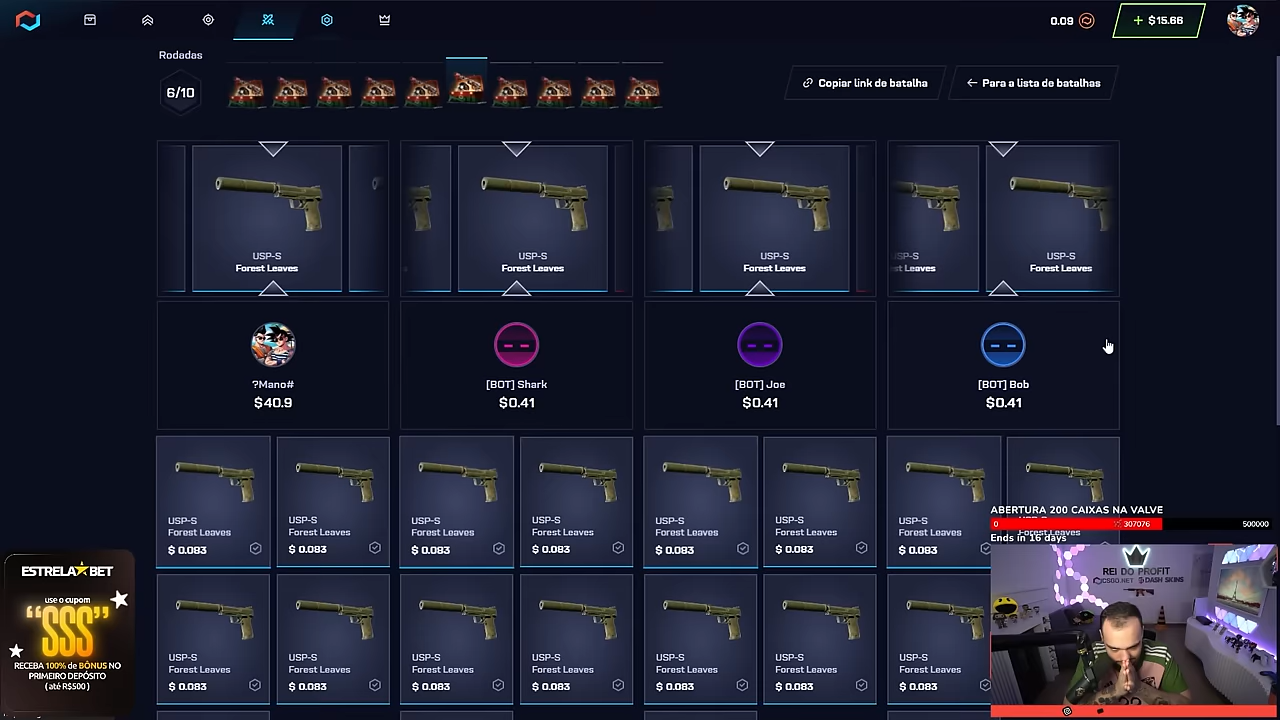 0.09
+ $15.66
Rodadas
6/10
Copiar link de batalha
Para a lista de batalhas
USP-S
Forest Leaves
USP-S
Forest Leaves
USP-S
Forest Leaves
USP-S
Forest Leaves
?Mano#
$40.9
[BOT] Shark
$0.41
[BOT] Joe
$0.41
[BOT] Bob
$0.41
USP-S
Forest Leaves
$ 0.083
USP-S
Forest Leaves
$ 0.083
USP-S
Forest Leaves
$ 0.083
USP-S
Forest Leaves
$ 0.083
USP-S
Forest Leaves
$ 0.083
USP-S
Forest Leaves
$ 0.083
USP-S
Forest Leaves
$ 0.083
ABERTURA 200 CAIXAS NA VALVE
0 307076 500000
Ends in 16 days
USP-S
Forest Leaves
$ 0.083
USP-S
Forest Leaves
$ 0.083
USP-S
Forest Leaves
$ 0.083
USP-S
Forest Leaves
$ 0.083
USP-S
Forest Leaves
$ 0.083
USP-S
Forest Leaves
$ 0.083
USP-S
Forest Leaves
$ 0.083
ESTRELABET
use o cupom
"SSS"
RECEBA 100% de BÔNUS NO
PRIMEIRO DEPÓSITO
(até R$500)
REI DO PROFIT
CSGO.NET DASH SKINS